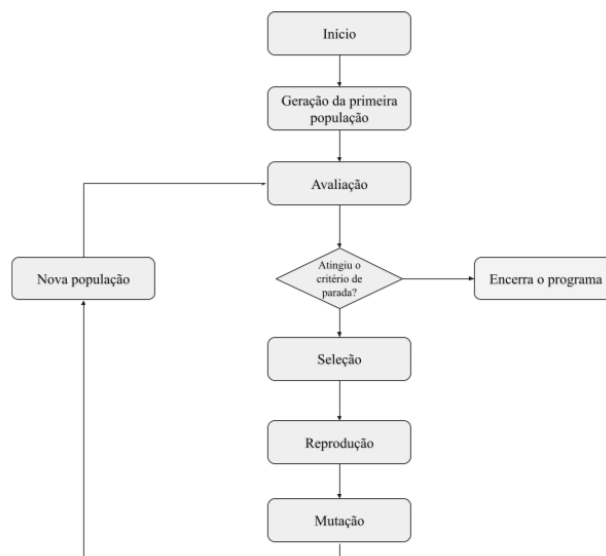 Início
Geração da primeira
população
Avaliação
Nova população
Atingiu o
critério de
parada?
Encerra o programa
Seleção
Reprodução
Mutação